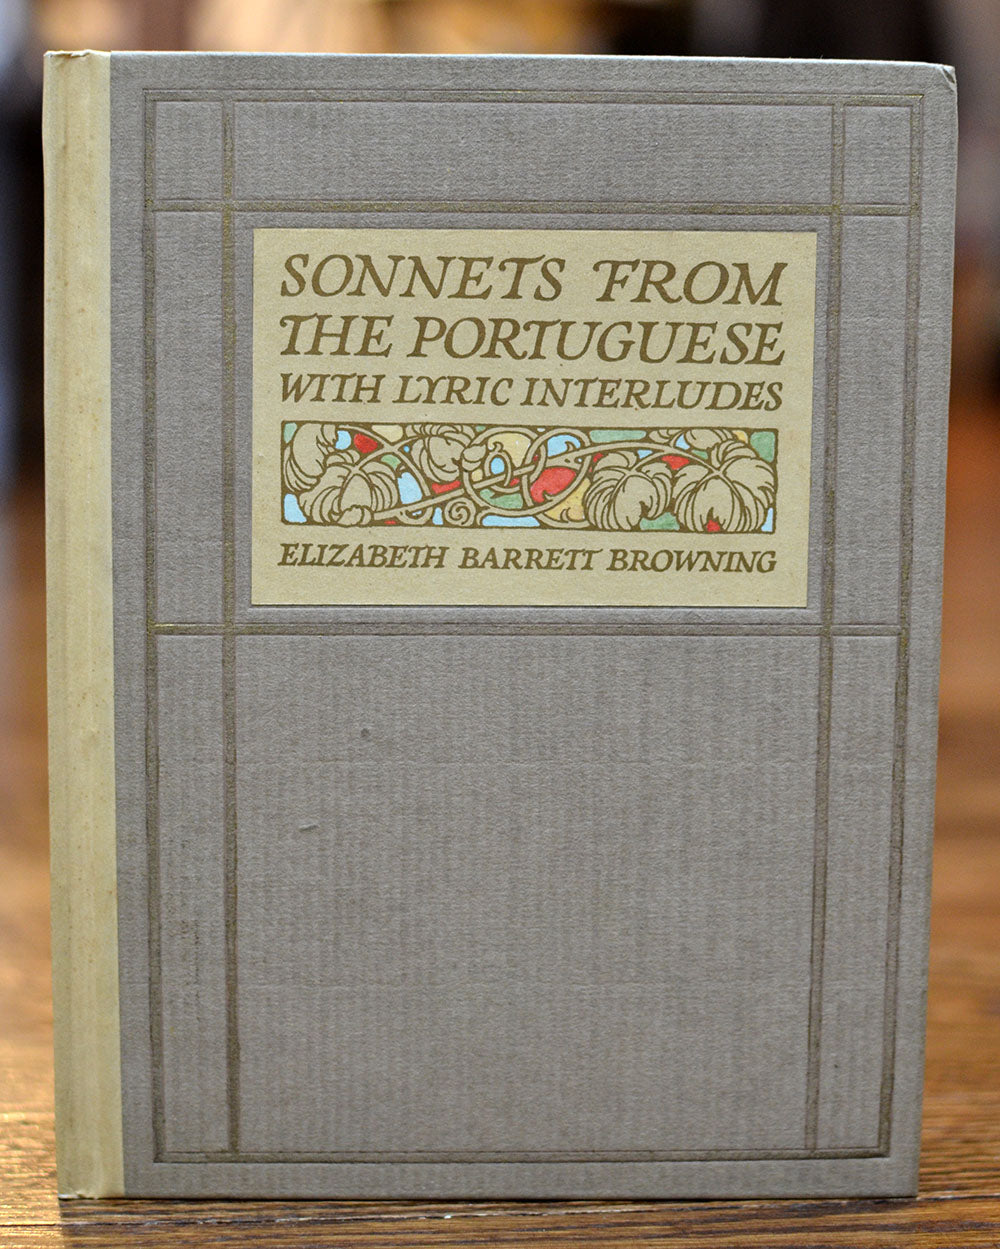 SONNETS FROM
THE PORTUGUESE
WITH LYRIC INTERLUDES
ELIZABETH BARRETT BROWNING